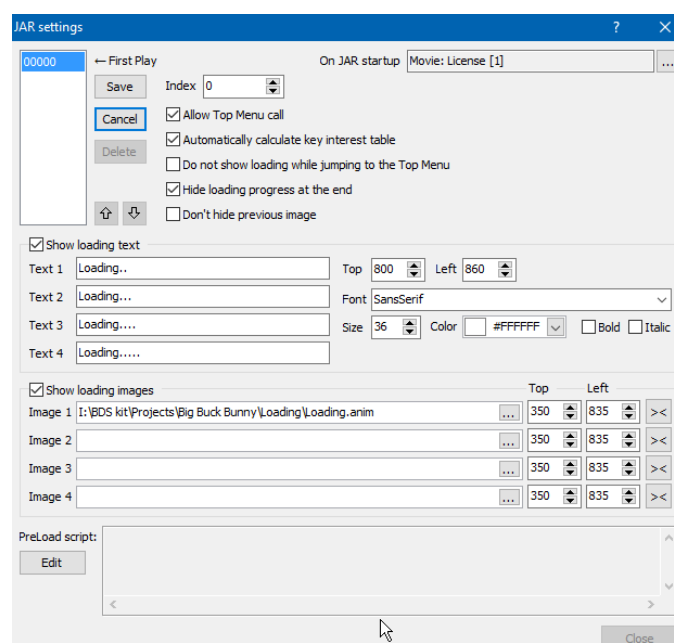 JAR settings
00000
← First Play
On JAR startup Movie: License [1] ...
Save Index 0
Cancel Allow Top Menu call
Automatically calculate key interest table
Delete
Do not show loading while jumping to the Top Menu
Hide loading progress at the end
Don't hide previous image
Show loading text
Text 1 Loading.. Top 800 Left 860
Text 2 Loading... Font SansSerif
Text 3 Loading.... Size 36 Color #FFFFFF Bold Italic
Text 4 Loading.....
Show loading images Top Left
Image 1 I:\BDS kit\Projects\Big Buck Bunny\Loading\Loading.anim ... 350 835 ><
Image 2 ... 350 835 ><
Image 3 ... 350 835 ><
Image 4 ... 350 835 ><
PreLoad script:
Edit
Close